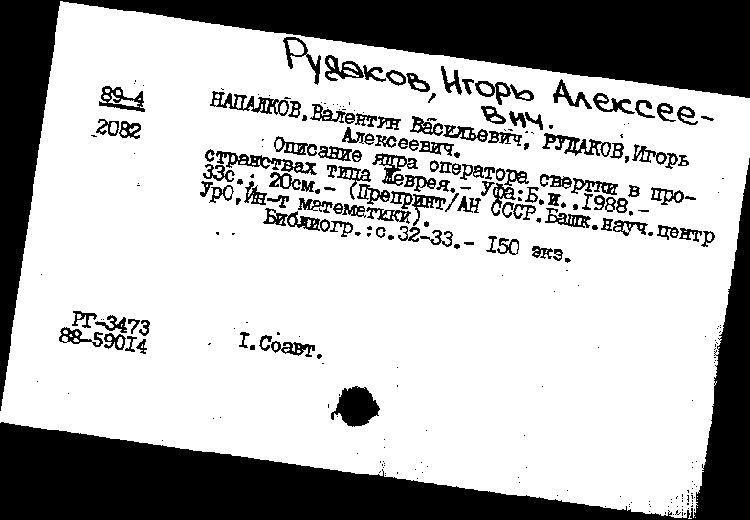 Рудаков, Игорь Алексее-
вич.
89-4
2082
НАПАЛКОВ, Валентин Васильевич, РУДАКОВ, Игорь
Алексеевич.
Описание ядра оператора свертки в про-
странствах типа Жеврея.- Уфа:Б.и., 1988.-
33с.; 20см.- (Препринт/АН СССР.Башк.науч.центр
УрО,Ин-т математики).
Библиогр.:с.32-33.- 150 экз.
РГ-3473
88-59014
I.Соавт.